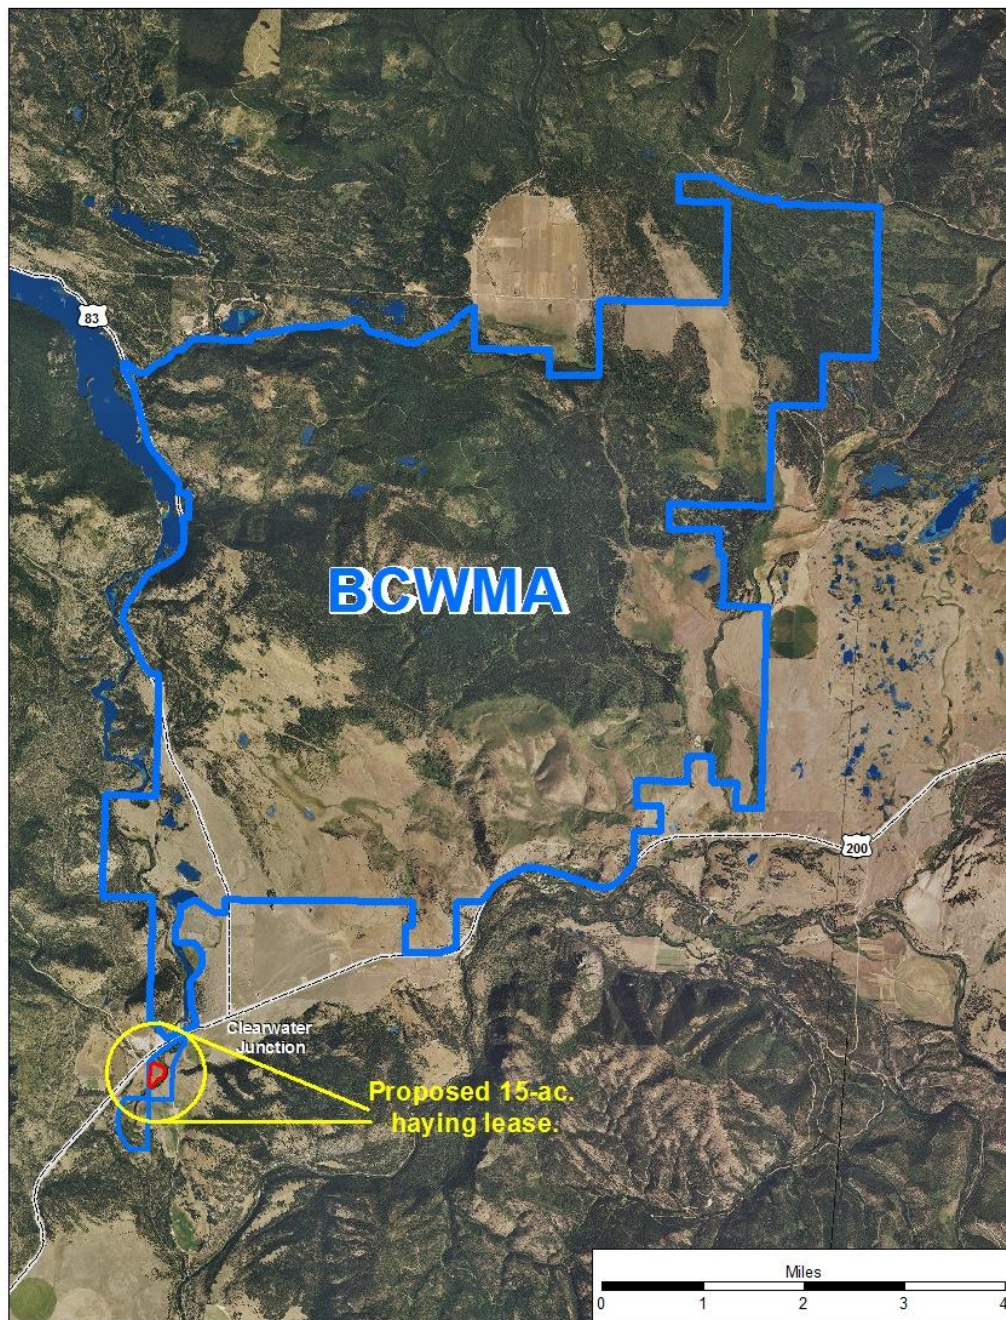 83
BCWMA
200
Clearwater
Junction
Proposed 15-ac.
haying lease.
Miles
0 1 2 3 4